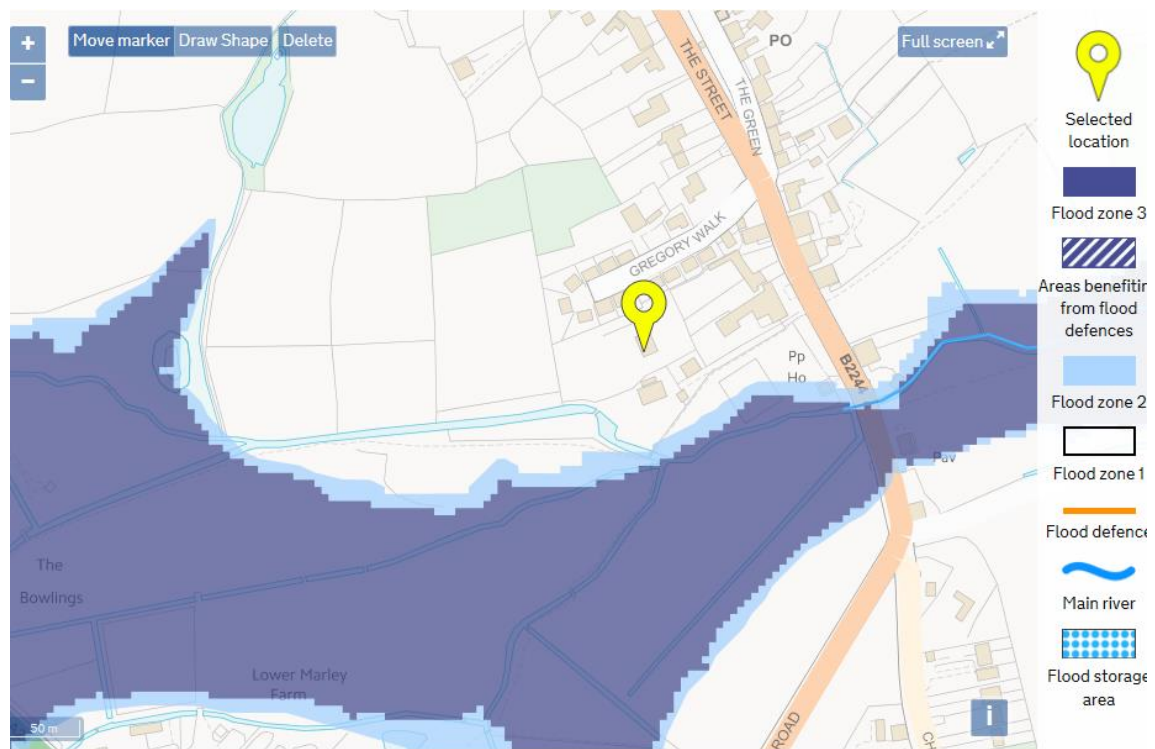 +
−
Move marker
Draw Shape
Delete
Full screen
PO
THE STREET
THE GREEN
GREGORY WALK
Pp
Ho
B2244
Pav
The
Bowlings
Lower Marley
Farm
50 m
ROAD
CH
i
Selected
location
Flood zone 3
Areas benefitin
from flood
defences
Flood zone 2
Flood zone 1
Flood defence
Main river
Flood storage
area